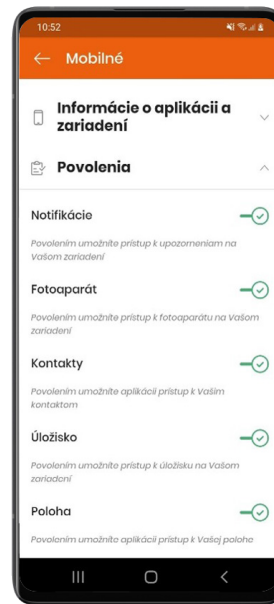 10:52
Mobilné
Informácie o aplikácii a
zariadení
Povolenia
Notifikácie
Povolením umožníte prístup k upozorneniam na
Vašom zariadení
Fotoaparát
Povolením umožníte prístup k fotoaparátu na Vašom
zariadení
Kontakty
Povolením umožníte aplikácii prístup k Vašim
kontaktom
Úložisko
Povolením umožníte prístup k úložisku na Vašom
zariadení
Poloha
Povolením umožníte aplikácii prístup k Vašej polohe